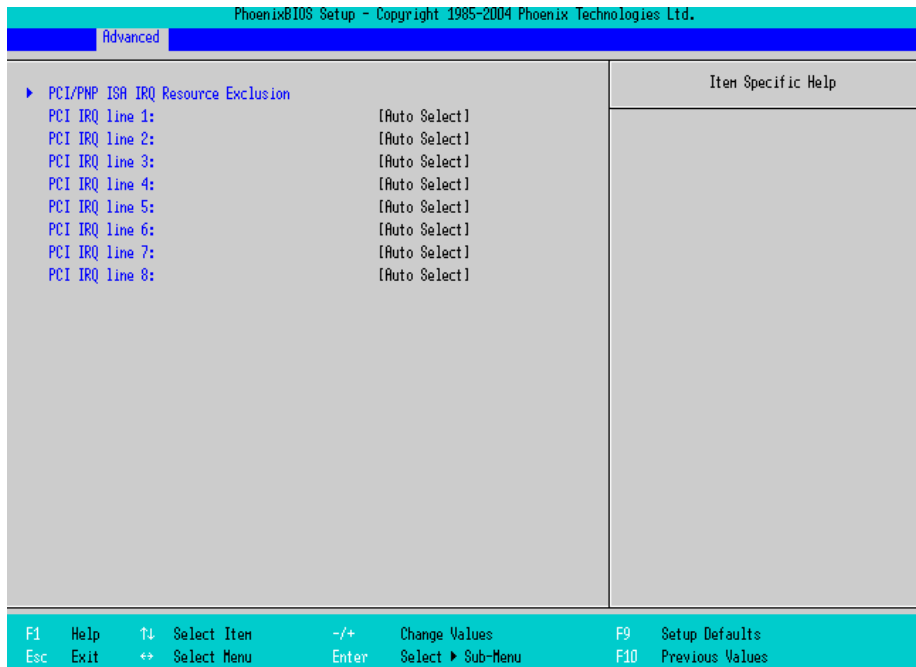 PhoenixBIOS Setup - Copyright 1985-2004 Phoenix Technologies Ltd.
Advanced
Item Specific Help
▶ PCI/PNP ISA IRQ Resource Exclusion
PCI IRQ line 1: [Auto Select]
PCI IRQ line 2: [Auto Select]
PCI IRQ line 3: [Auto Select]
PCI IRQ line 4: [Auto Select]
PCI IRQ line 5: [Auto Select]
PCI IRQ line 6: [Auto Select]
PCI IRQ line 7: [Auto Select]
PCI IRQ line 8: [Auto Select]
F1 Help ↑↓ Select Item -/+ Change Values F9 Setup Defaults
Esc Exit ↔ Select Menu Enter Select ▶ Sub-Menu F10 Previous Values